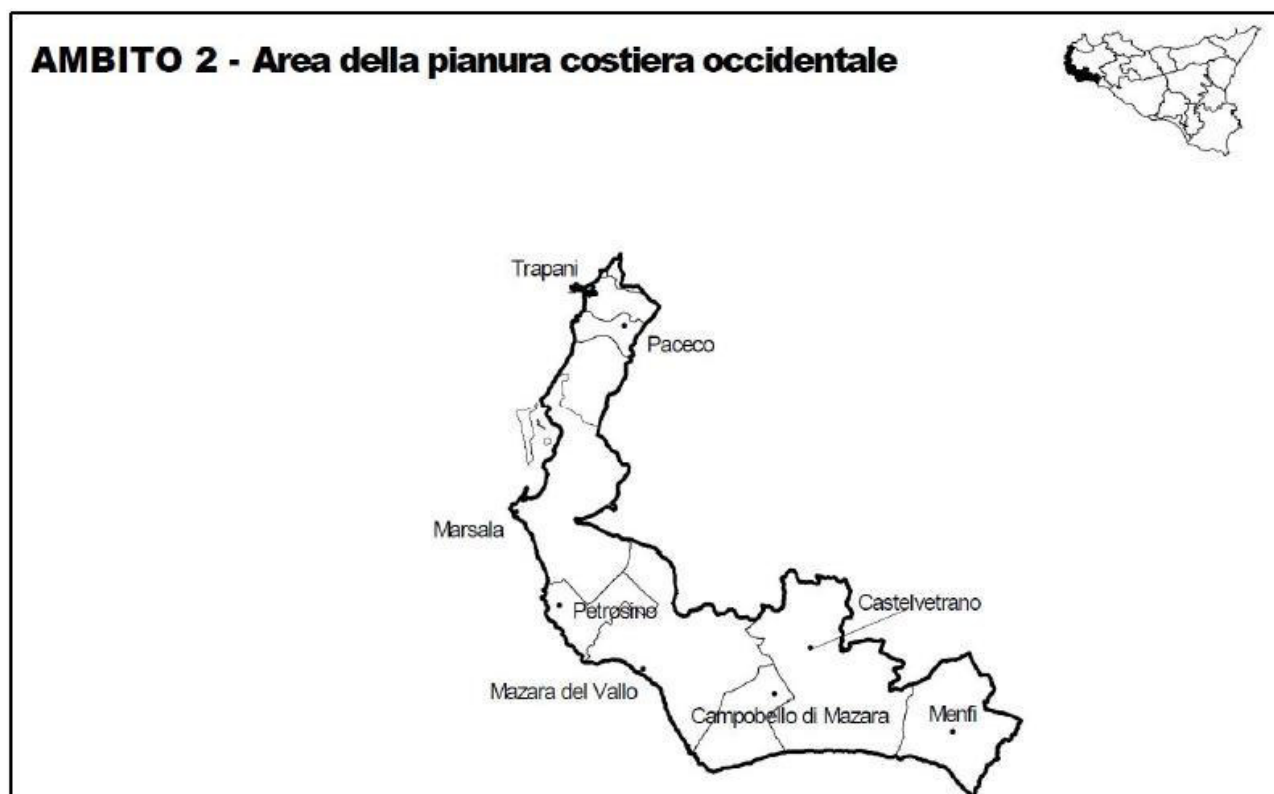 AMBITO 2 - Area della pianura costiera occidentale
Trapani
Paceco
Marsala
Petrosino
Castelvetrano
Mazara del Vallo
Campobello di Mazara
Menfi